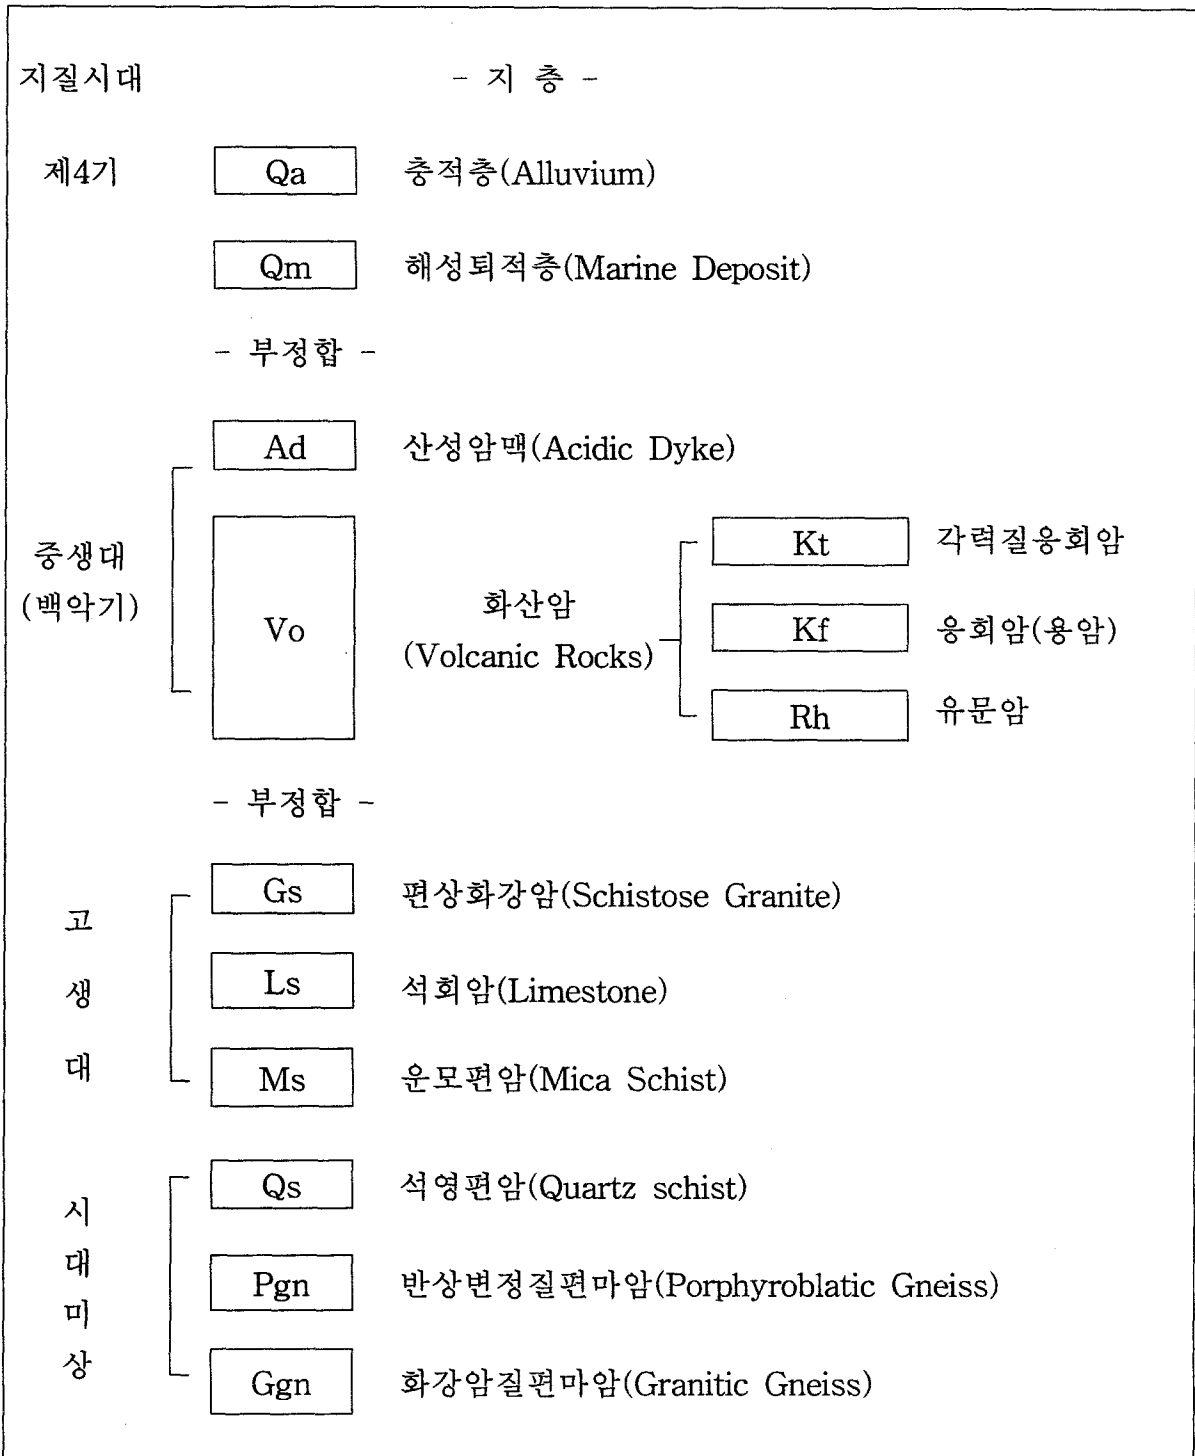 지질시대 - 지 층 -
제4기 Qa 충적층(Alluvium)
Qm 해성퇴적층(Marine Deposit)
- 부정합 -
Ad 산성암맥(Acidic Dyke)
중생대
(백악기)
Vo
화산암
(Volcanic Rocks)
Kt 각력질응회암
Kf 응회암(용암)
Rh 유문암
- 부정합 -
고
생
대
Gs 편상화강암(Schistose Granite)
Ls 석회암(Limestone)
Ms 운모편암(Mica Schist)
시
대
미
상
Qs 석영편암(Quartz schist)
Pgn 반상변정질편마암(Porphyroblatic Gneiss)
Ggn 화강암질편마암(Granitic Gneiss)